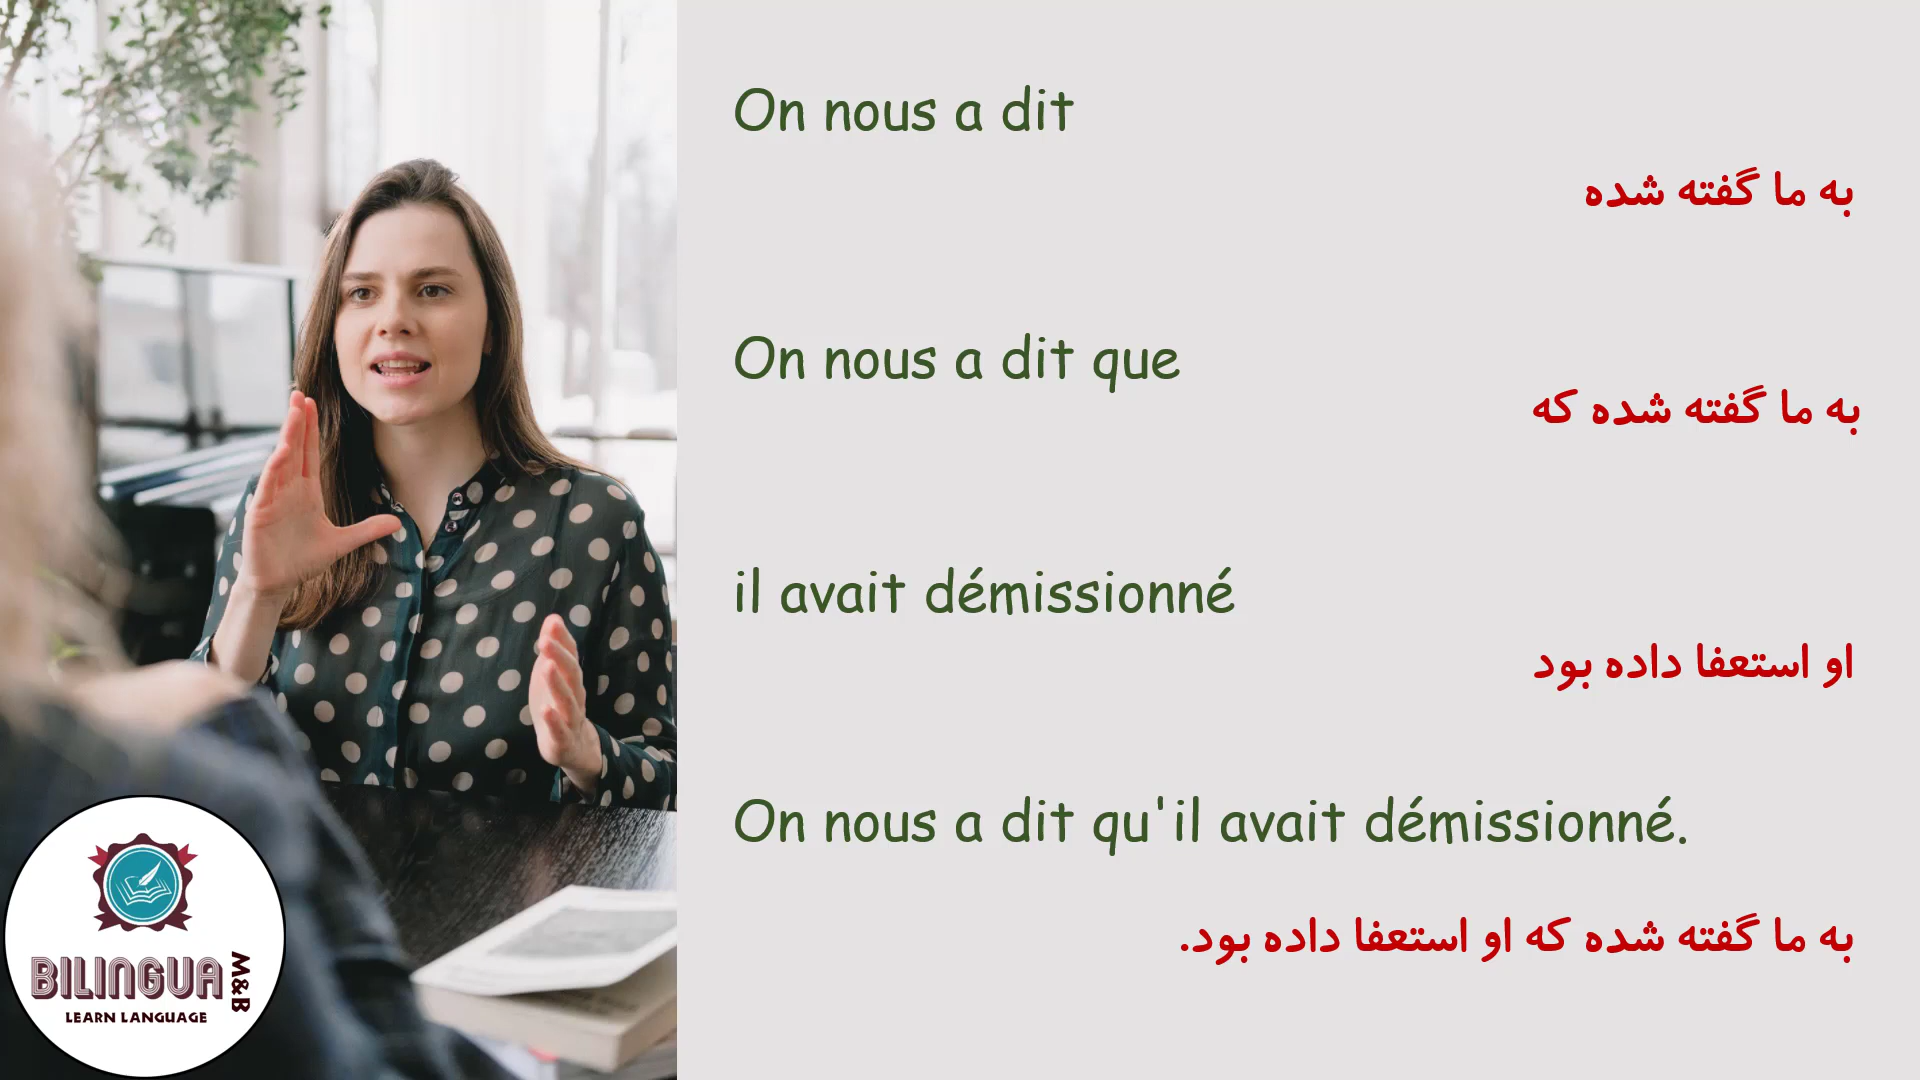 On nous a dit
به ما گفته شده
On nous a dit que
به ما گفته شده که
il avait démissionné
او استعفا داده بود
On nous a dit qu'il avait démissionné.
به ما گفته شده که او استعفا داده بود.
BILINGUA M&B
LEARN LANGUAGE